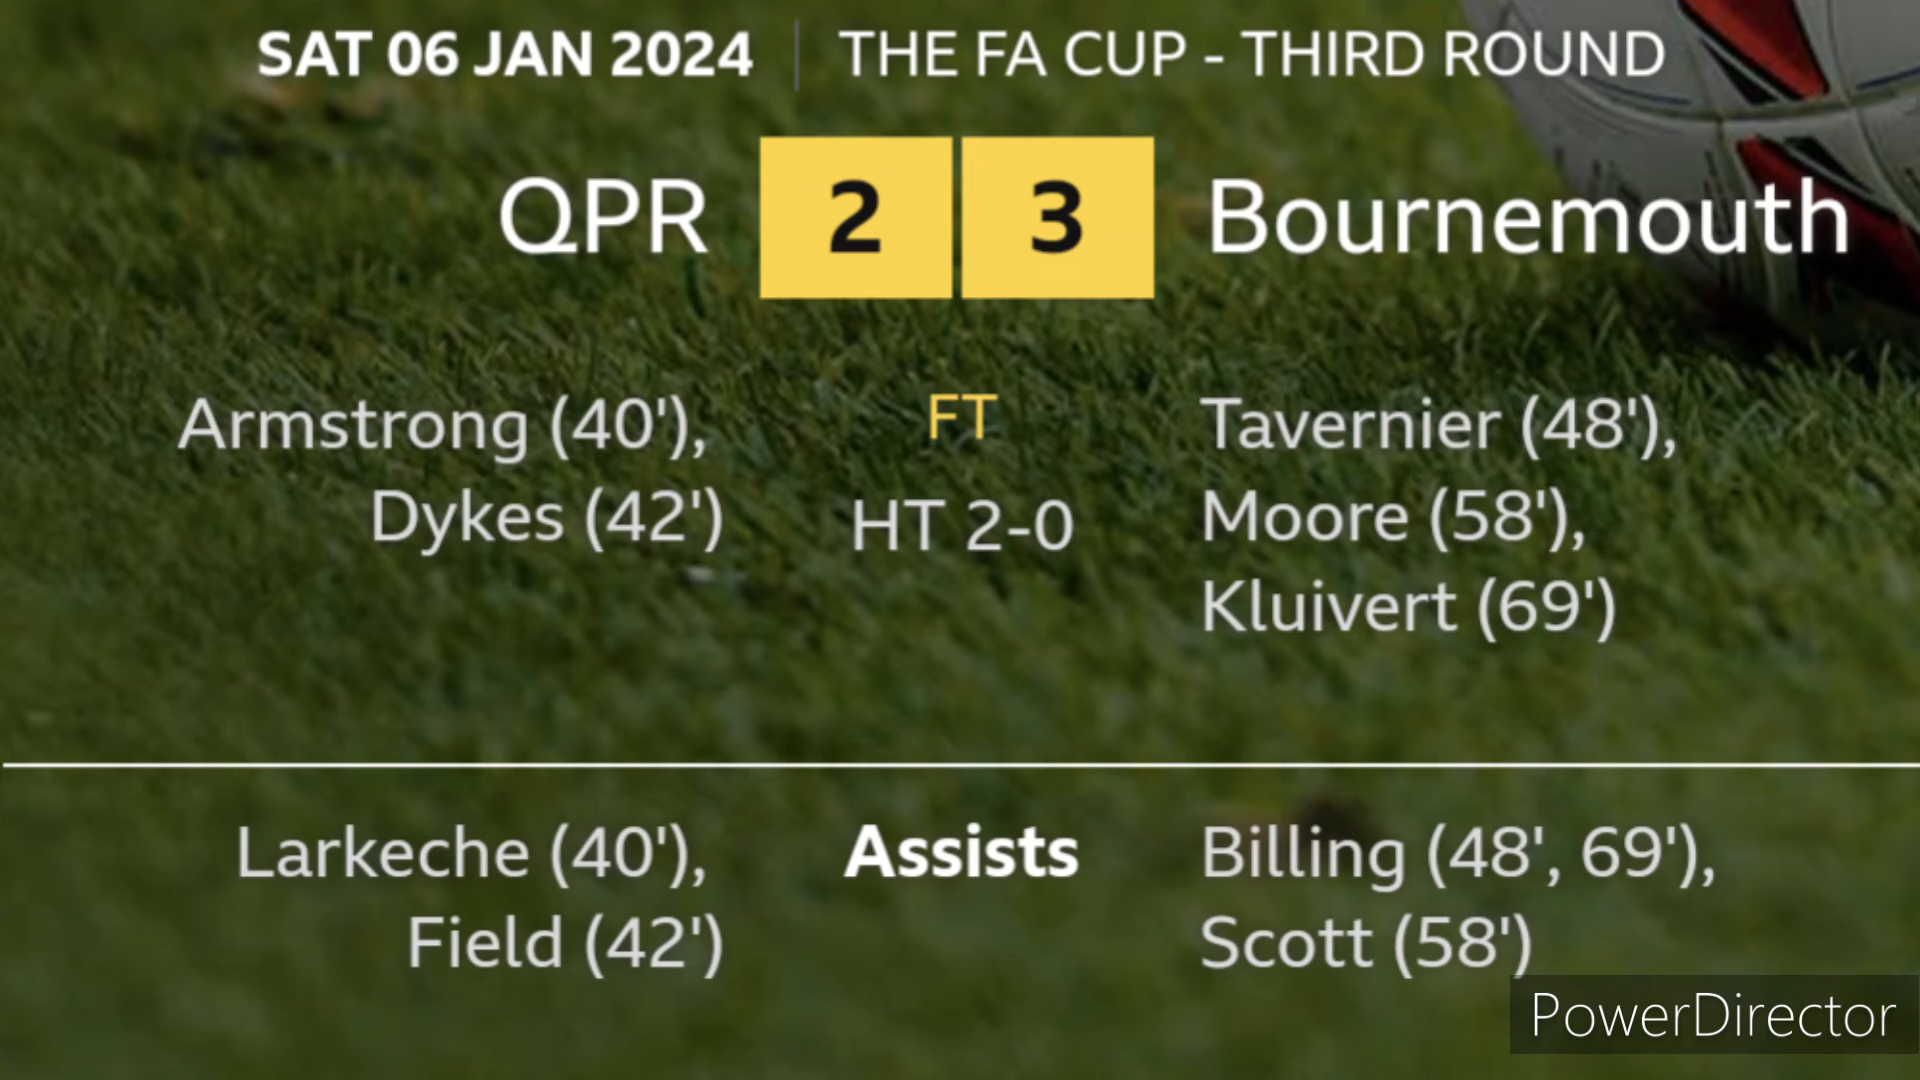 SAT 06 JAN 2024 | THE FA CUP - THIRD ROUND
QPR 2 3 Bournemouth
Armstrong (40'), FT Tavernier (48'),
Dykes (42') HT 2-0 Moore (58'),
Kluivert (69')
Larkeche (40'), Assists Billing (48', 69'),
Field (42') Scott (58')
PowerDirector